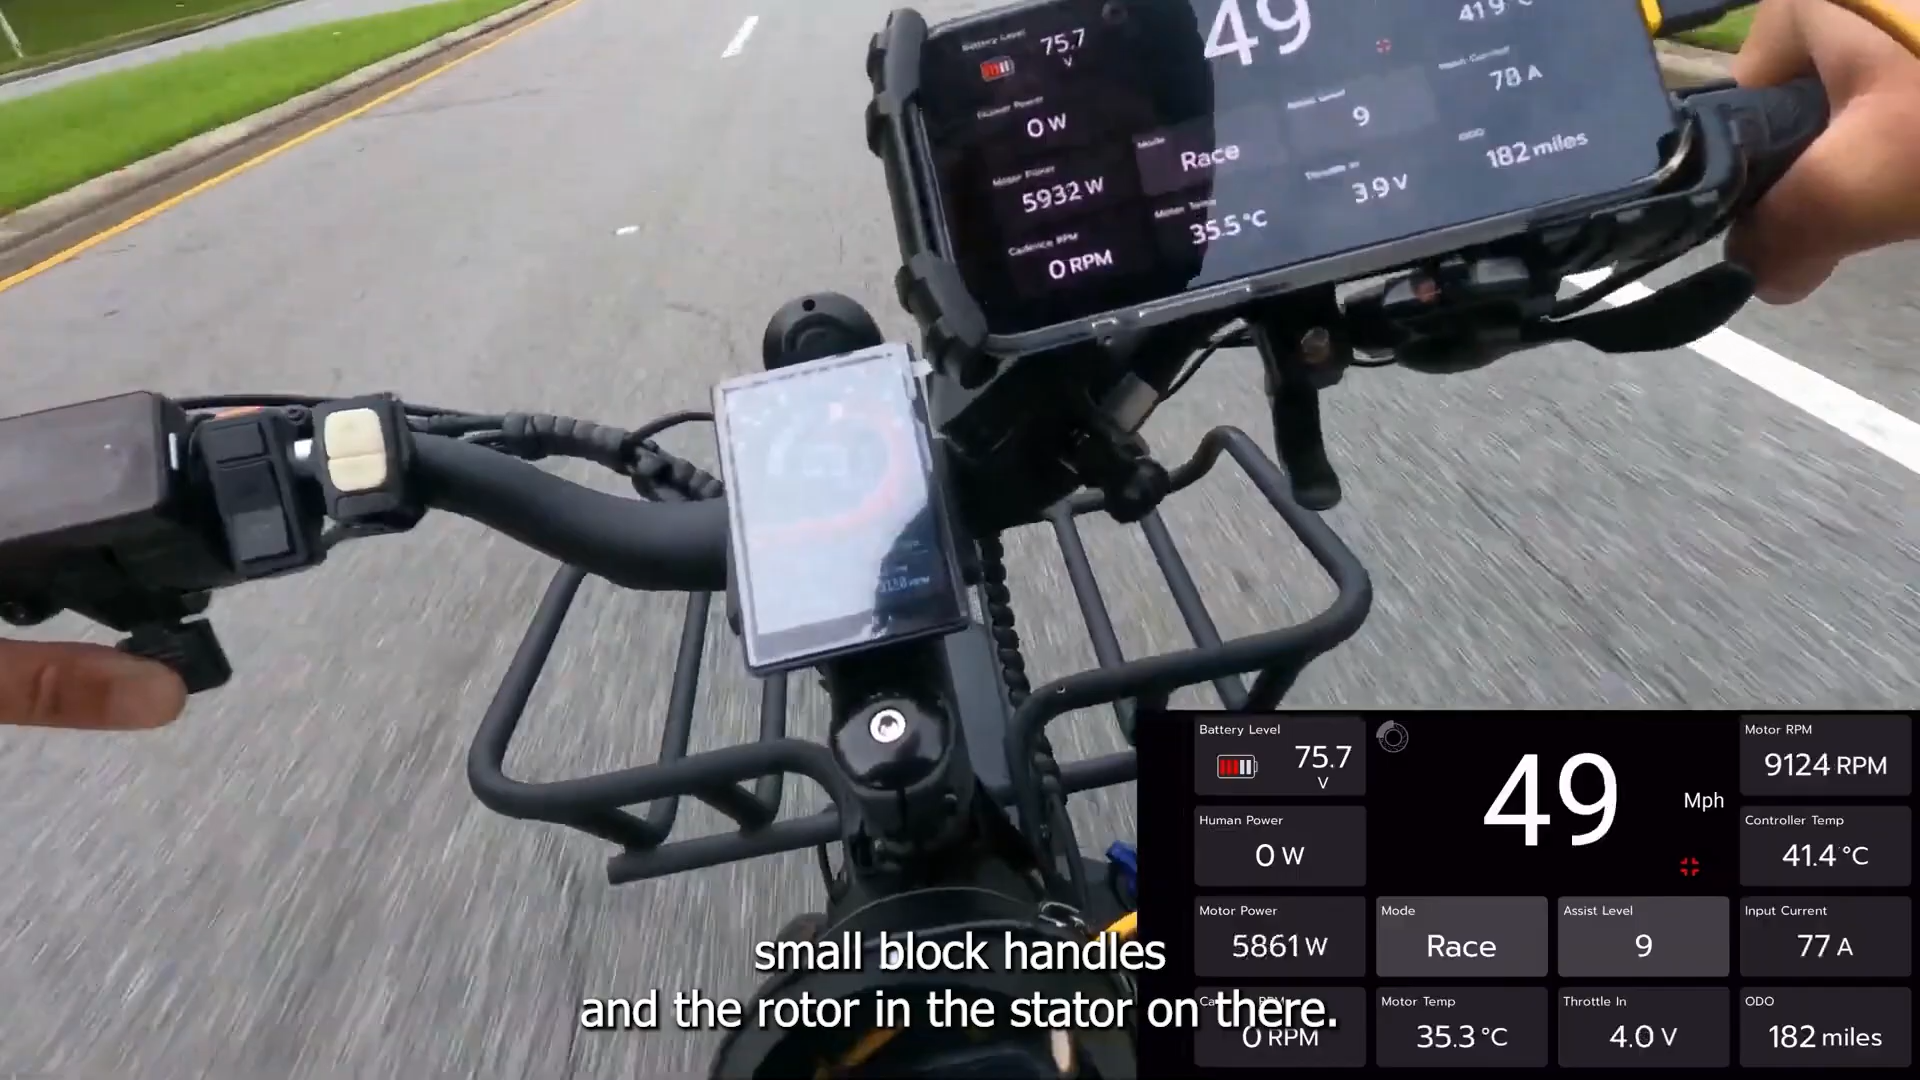 Battery Level
75.7
V
0 W
Motor Power
5932 W
Cadence RPM
0 RPM
49
Mode
Race
Motor Temp
35.5 °C
Assist Level
9
Throttle In
3.9 V
78 A
ODO
182 miles
Battery Level
75.7
V
Human Power
0 W
Motor Power
5861 W
0 RPM
49
Mph
Mode
Race
Assist Level
9
Motor Temp
35.3 °C
Throttle In
4.0 V
Motor RPM
9124 RPM
Controller Temp
41.4 °C
Input Current
77 A
ODO
182 miles
small block handles
and the rotor in the stator on there.